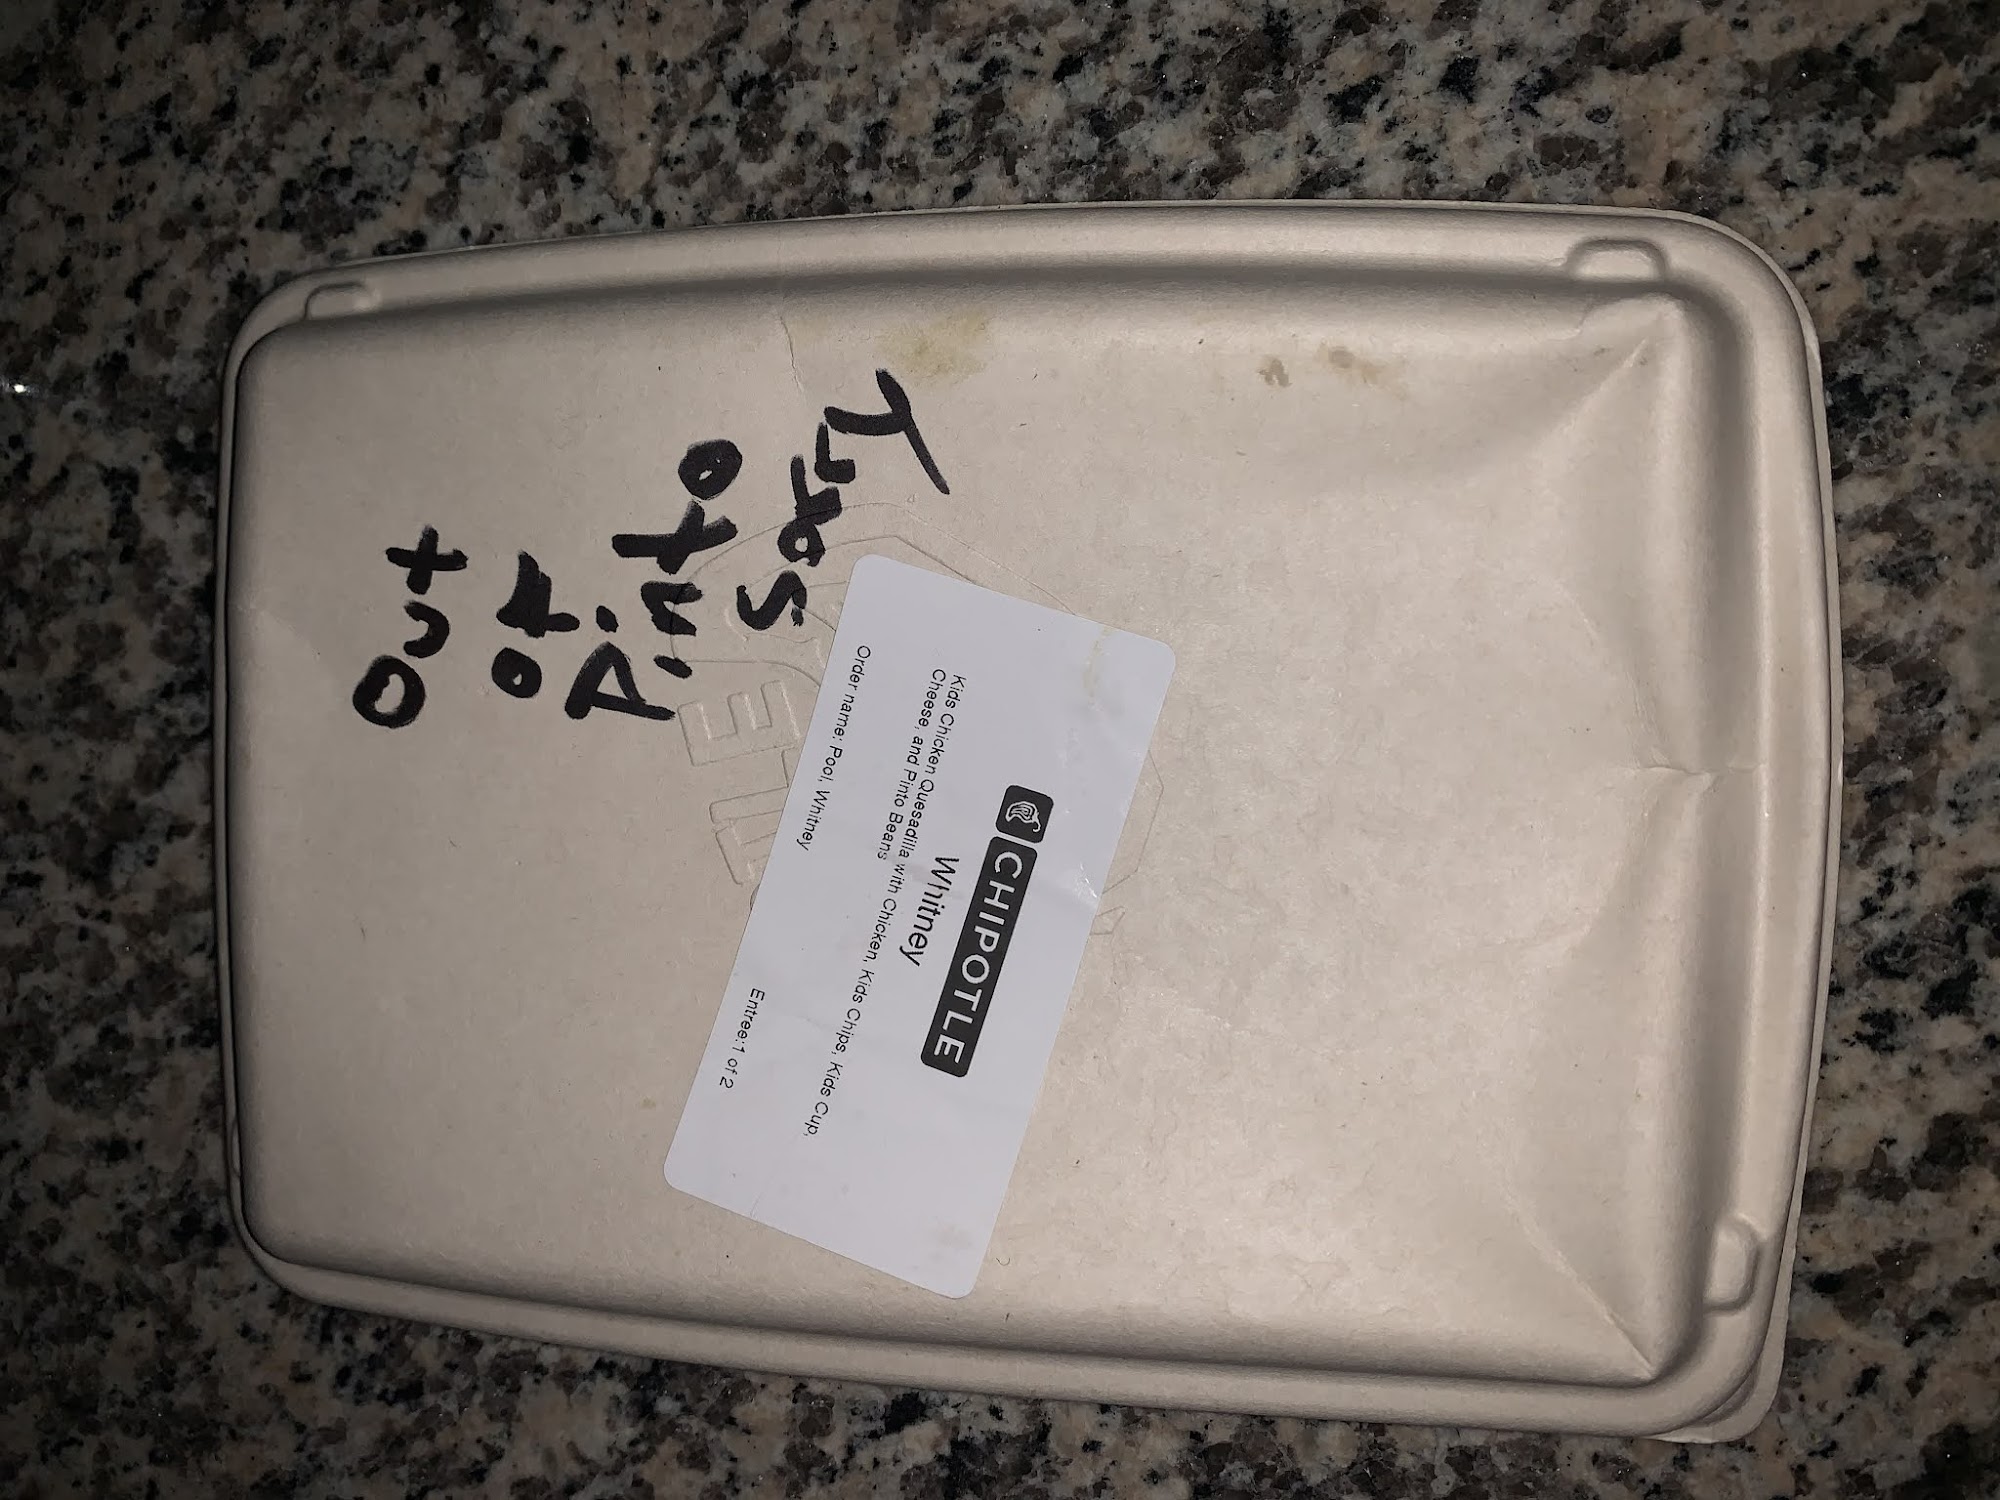 Out
of
Pinto
Sorry
CHIPOTLE
Whitney
Kids Chicken Quesadilla with Chicken, Kids Chips, Kids Cup,
Cheese, and Pinto Beans
Order name: Pool, Whitney
Entree:1 of 2